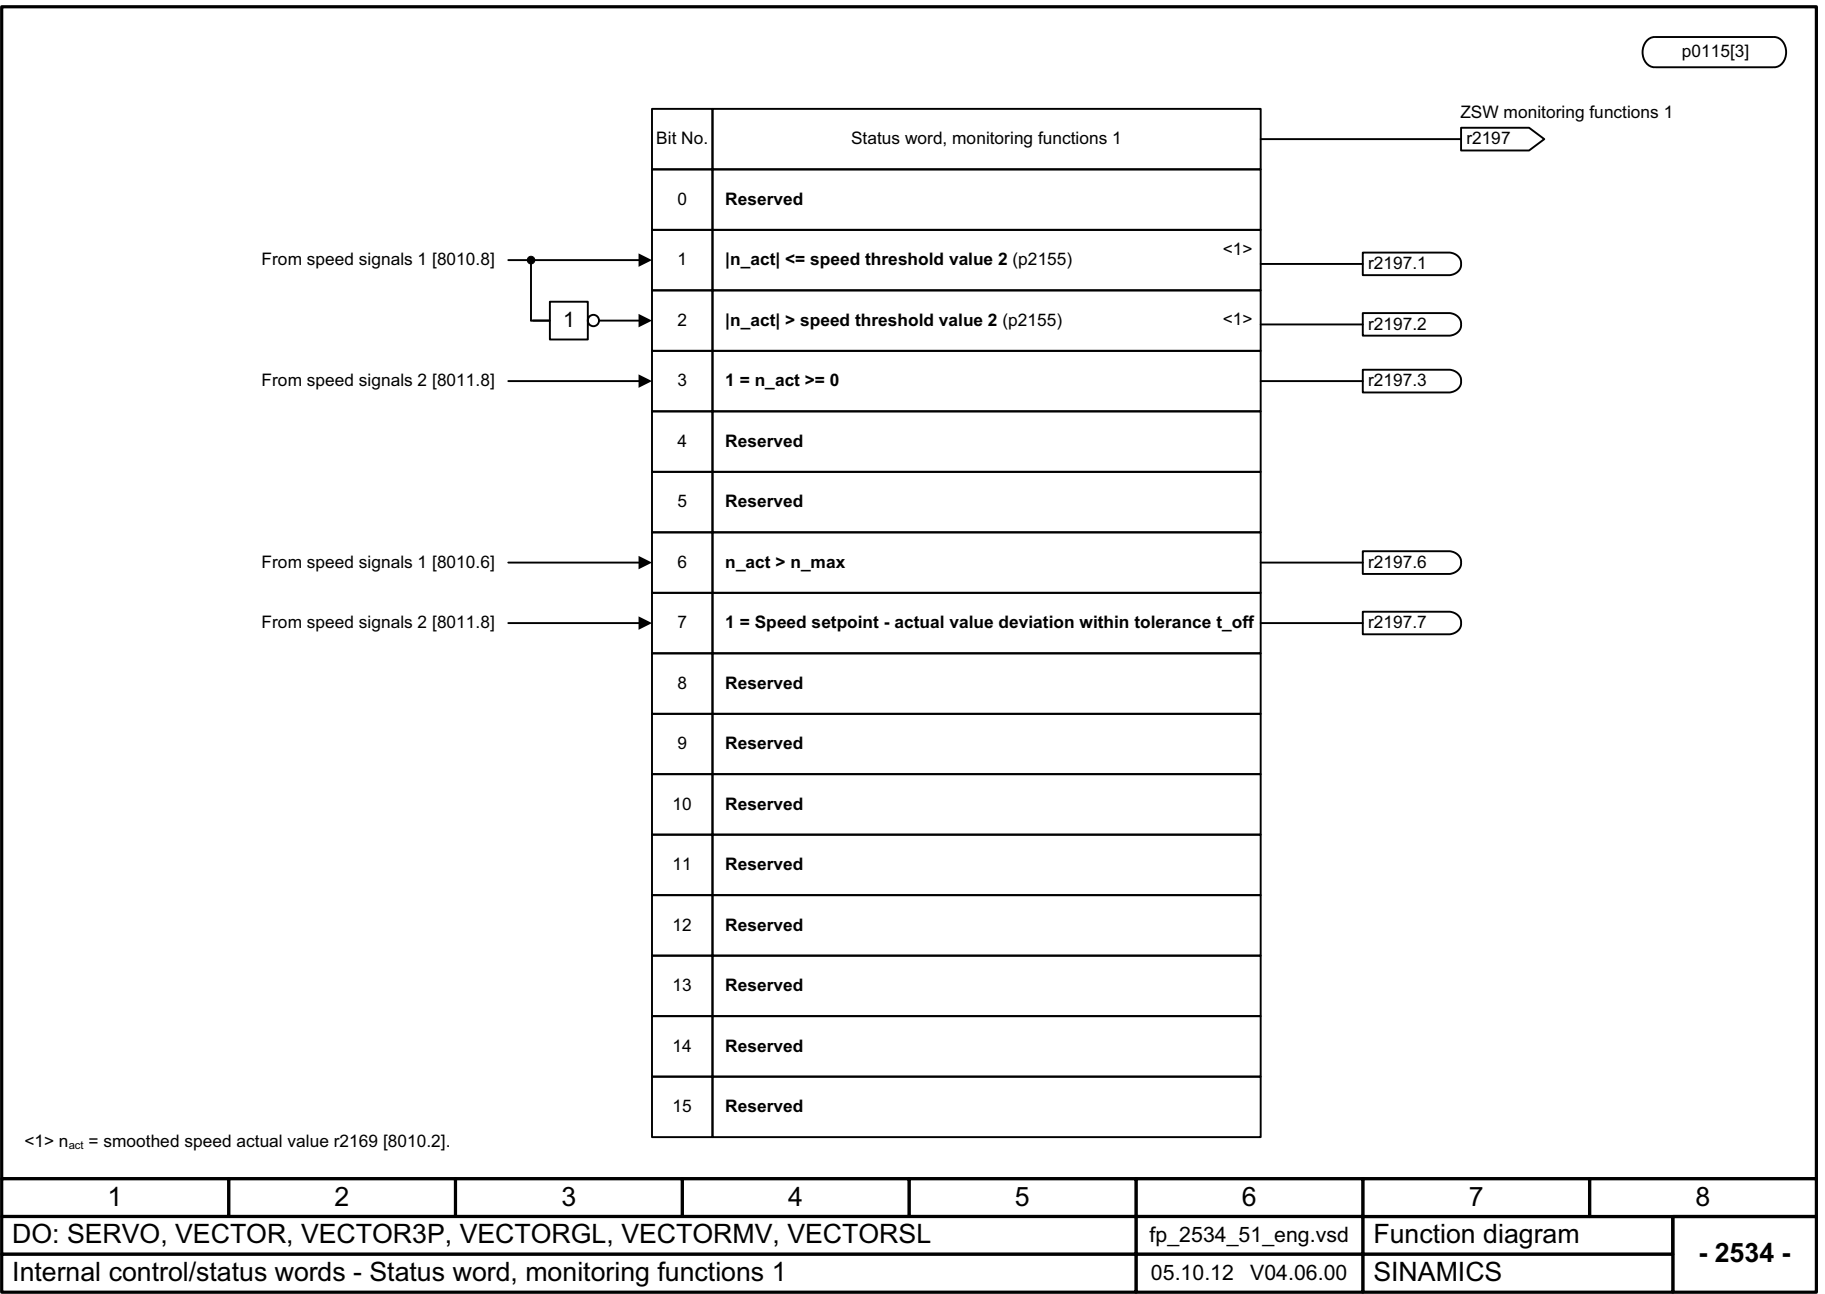 p0115[3]
ZSW monitoring functions 1
Bit No. Status word, monitoring functions 1 r2197
0 Reserved
From speed signals 1 [8010.8] 1 |n_act| <= speed threshold value 2 (p2155) <1> r2197.1
1 2 |n_act| > speed threshold value 2 (p2155) <1> r2197.2
From speed signals 2 [8011.8] 3 1 = n_act >= 0 r2197.3
4 Reserved
5 Reserved
From speed signals 1 [8010.6] 6 n_act > n_max r2197.6
From speed signals 2 [8011.8] 7 1 = Speed setpoint - actual value deviation within tolerance t_off r2197.7
8 Reserved
9 Reserved
10 Reserved
11 Reserved
12 Reserved
13 Reserved
14 Reserved
15 Reserved
<1> nact = smoothed speed actual value r2169 [8010.2].
1 2 3 4 5 6 7 8
DO: SERVO, VECTOR, VECTOR3P, VECTORGL, VECTORMV, VECTORSL fp_2534_51_eng.vsd Function diagram
- 2534 -
Internal control/status words - Status word, monitoring functions 1 05.10.12 V04.06.00 SINAMICS